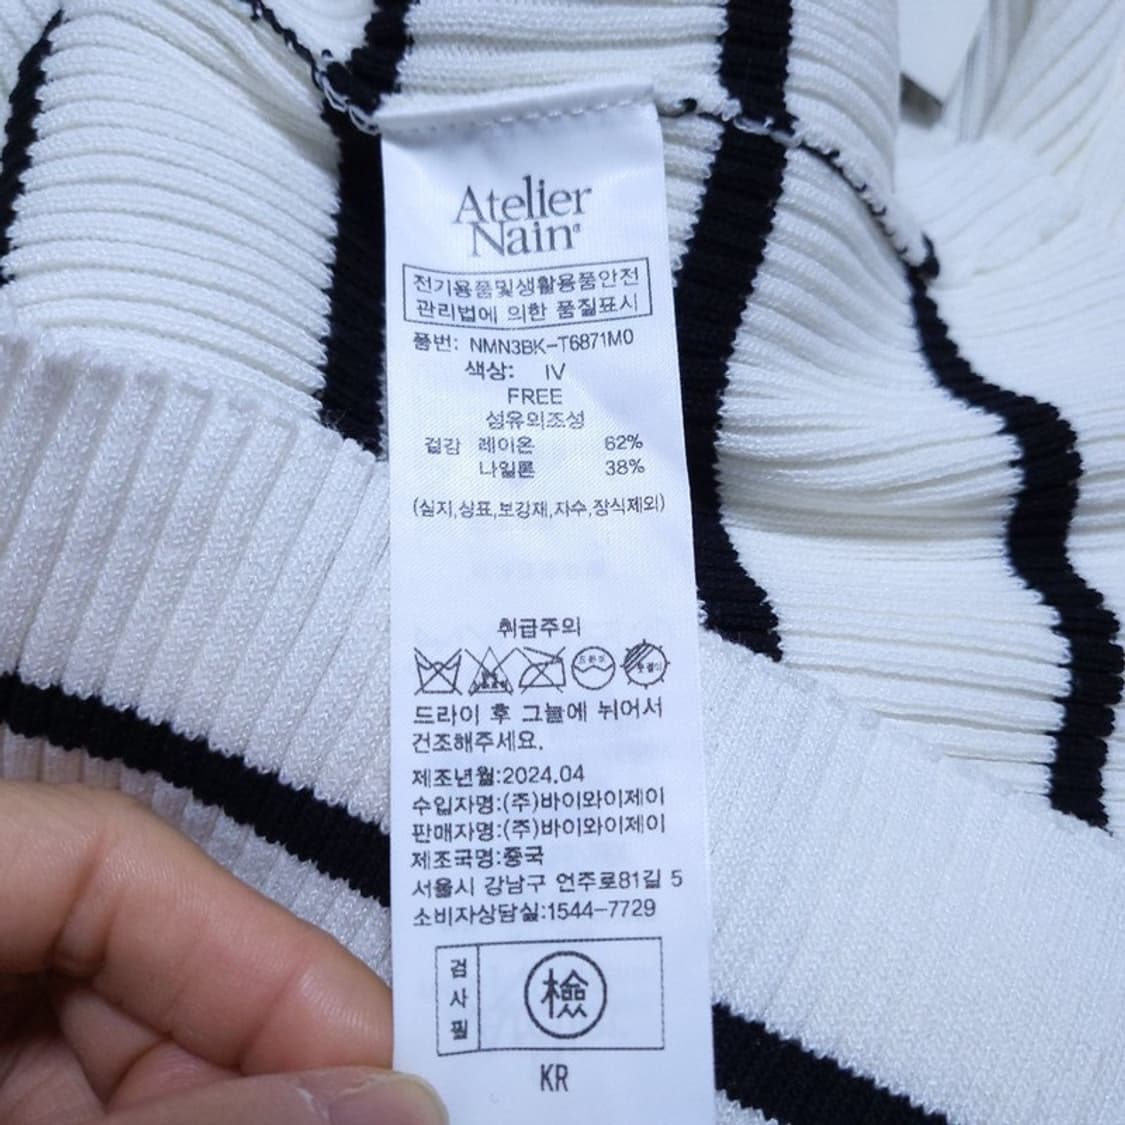 Atelier
Nain®
전기용품및생활용품안전
관리법에 의한 품질표시
품번: NMN3BK-T6871M0
색상: IV
FREE
섬유의조성
겉감 레이온 62%
나일론 38%
(심지,상표,보강재,자수,장식제외)
취급주의
드라이
드라이 후 그늘에 뉘어서
건조해주세요.
제조년월:2024.04
수입자명:(주)바이와이제이
판매자명:(주)바이와이제이
제조국명:중국
서울시 강남구 언주로81길 5
소비자상담실:1544-7729
검
사
필
檢
KR